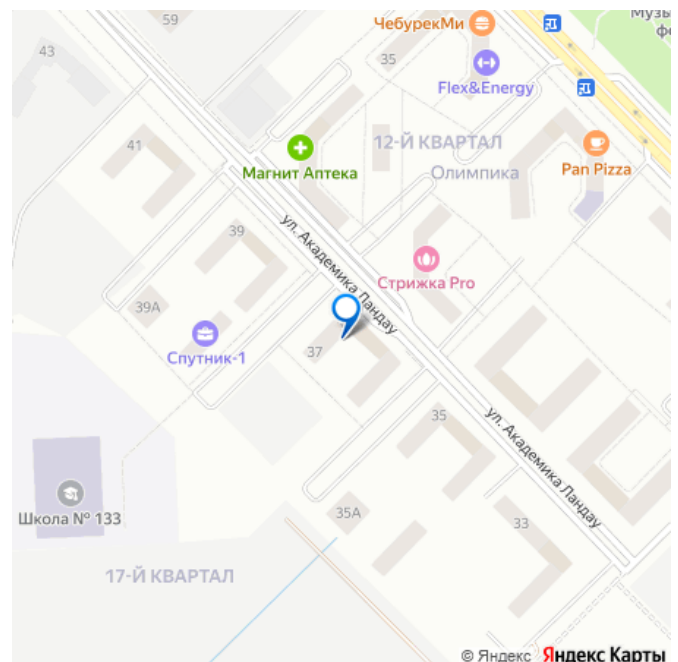 59
ЧебурекМи
Музы
фе
43
35
Flex&Energy
41
Магнит Аптека
12-Й КВАРТАЛ
Олимпика
Pan Pizza
39
ул. Академика Ландау
Стрижка Pro
39А
Спутник-1
37
35
ул. Академика Ландау
Школа № 133
35А
33
17-Й КВАРТАЛ
© Яндекс Яндекс Карты